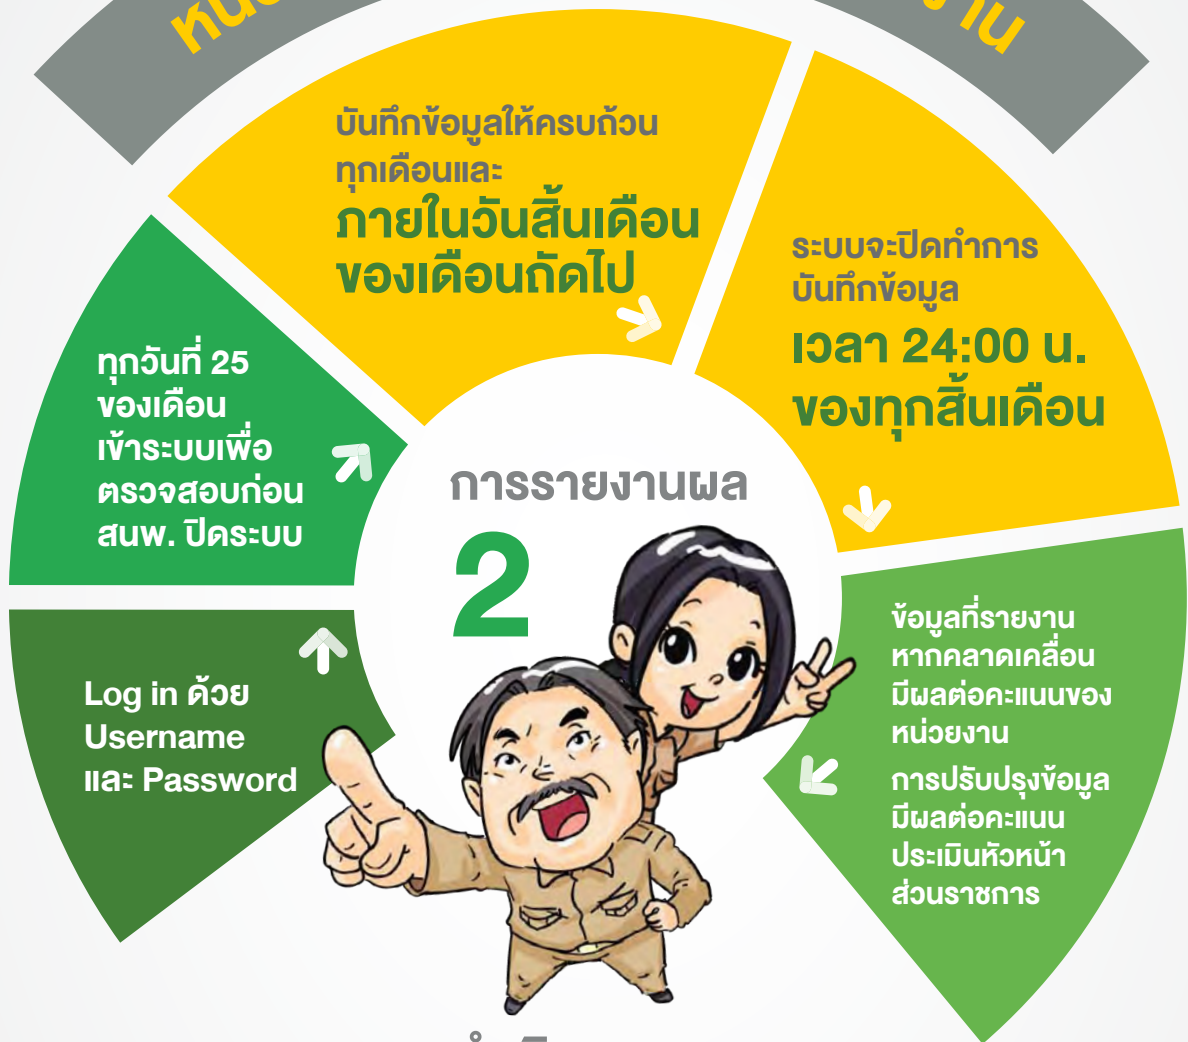 การรายงานผล
2
Log in ด้วย
Username
และ Password
ทุกวันที่ 25
ของเดือน
เข้าระบบเพื่อ
ตรวจสอบก่อน
สนพ. ปิดระบบ
บันทึกข้อมูลให้ครบถ้วน
ทุกเดือนและ
ภายในวันสิ้นเดือน
ของเดือนถัดไป
ระบบจะปิดทำการ
บันทึกข้อมูล
เวลา 24:00 น.
ของทุกสิ้นเดือน
ข้อมูลที่รายงาน
หากคลาดเคลื่อน
มีผลต่อคะแนนของ
หน่วยงาน
การปรับปรุงข้อมูล
มีผลต่อคะแนน
ประเมินหัวหน้า
ส่วนราชการ